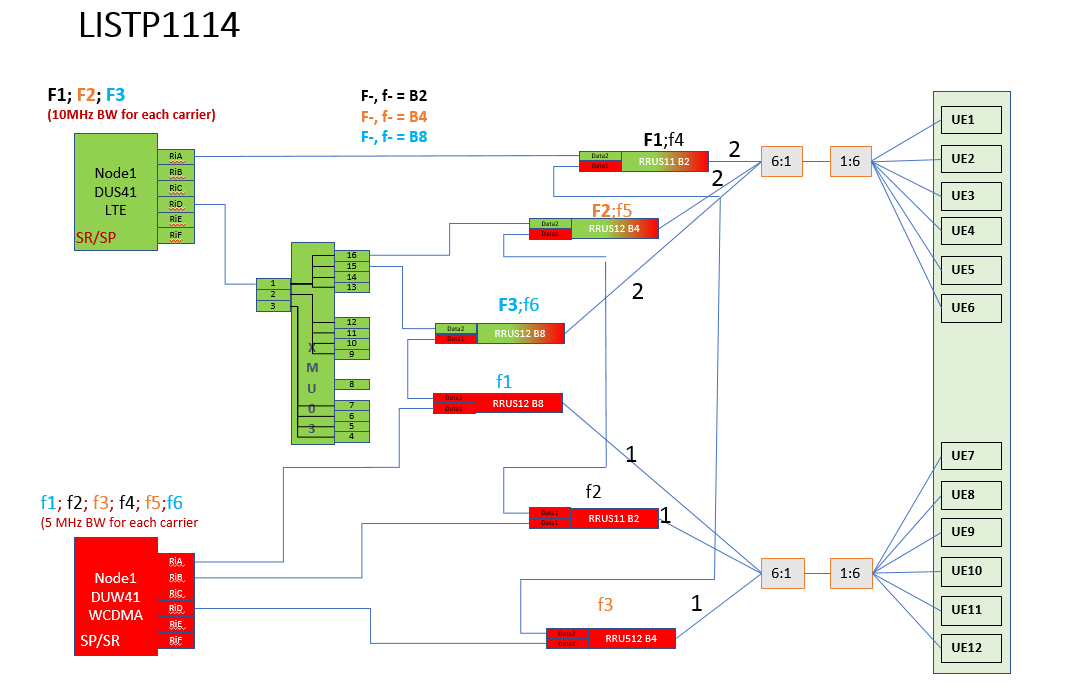 LISTP1114
F1; F2; F3
(10MHz BW for each carrier)
F-, f- = B2
F-, f- = B4
F-, f- = B8
Node1
DUS41
LTE
SR/SP
RiA
RiB
RiC
RiD
RiE
RiF
F1;f4
Data2
Data1
RRUS11 B2
2
2
6:1
1:6
F2;f5
Data2
Data1
RRUS12 B4
2
F3;f6
Data2
Data1
RRUS12 B8
1
2
3
16
15
14
13
12
11
10
9
8
7
6
5
4
X
M
U
0
3
f1
Data2
Data1
RRUS12 B8
1
f2
Data2
Data1
RRUS11 B2
1
f3
Data2
Data1
RRUS12 B4
1
6:1
1:6
f1; f2; f3; f4; f5;f6
(5 MHz BW for each carrier
Node1
DUW41
WCDMA
SP/SR
RiA
RiB
RiC
RiD
RiE
RiF
UE1
UE2
UE3
UE4
UE5
UE6
UE7
UE8
UE9
UE10
UE11
UE12